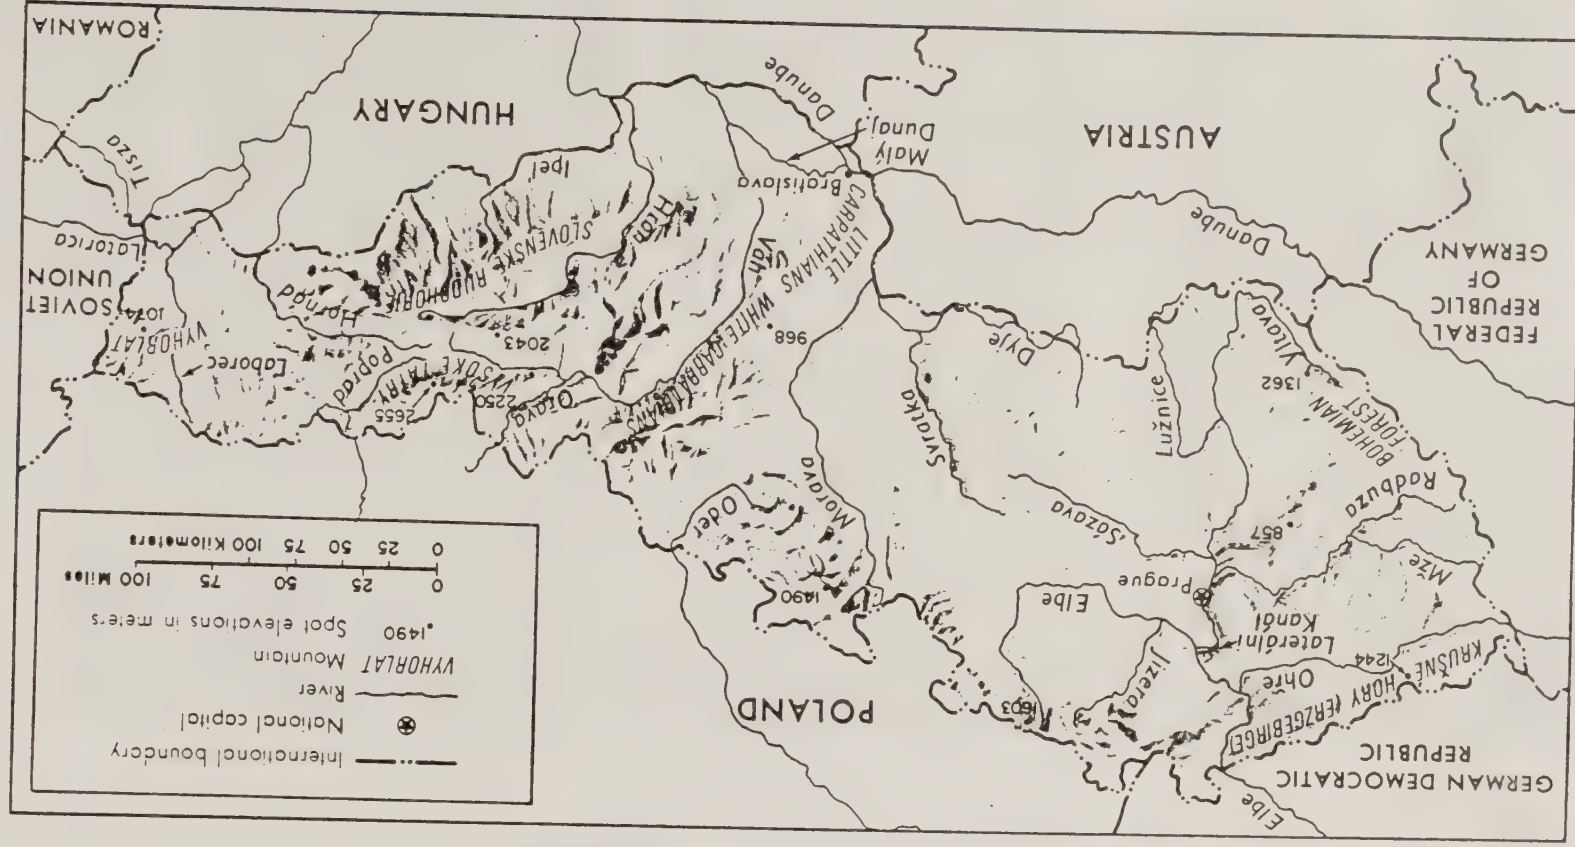 GERMAN DEMOCRATIC
REPUBLIC
Elbe
KRUŠNÉ HORY (ERZGEBIRGE)
1244
Ohře
Jizera
1603
POLAND
International boundary
National capital
River
VYHORLAT Mountain
.1490 Spot elevations in meters
0 25 50 75 100 Miles
0 25 50 75 100 Kilometers
Laterální
Kanál
Elbe
Prague
Mže
857
Radbuza
Sázava
1490
Oder
Morava
BOHEMIAN
FOREST
1362
Vltava
Lužnice
Svratka
Dyje
968
WHITE CARPATHIANS
LITTLE
CARPATHIANS
Váh
Orava
2250
2655
VYSOKÉ TATRY
2043
Poprad
Laborec
VYHORLAT
1074
Hornád
SLOVENSKÉ
RUDOHORIE
Hron
Ipel'
FEDERAL
REPUBLIC
OF
GERMANY
Danube
AUSTRIA
Bratislava
Malý
Dunaj
Danube
HUNGARY
SOVIET
UNION
Latorica
Tisza
ROMANIA